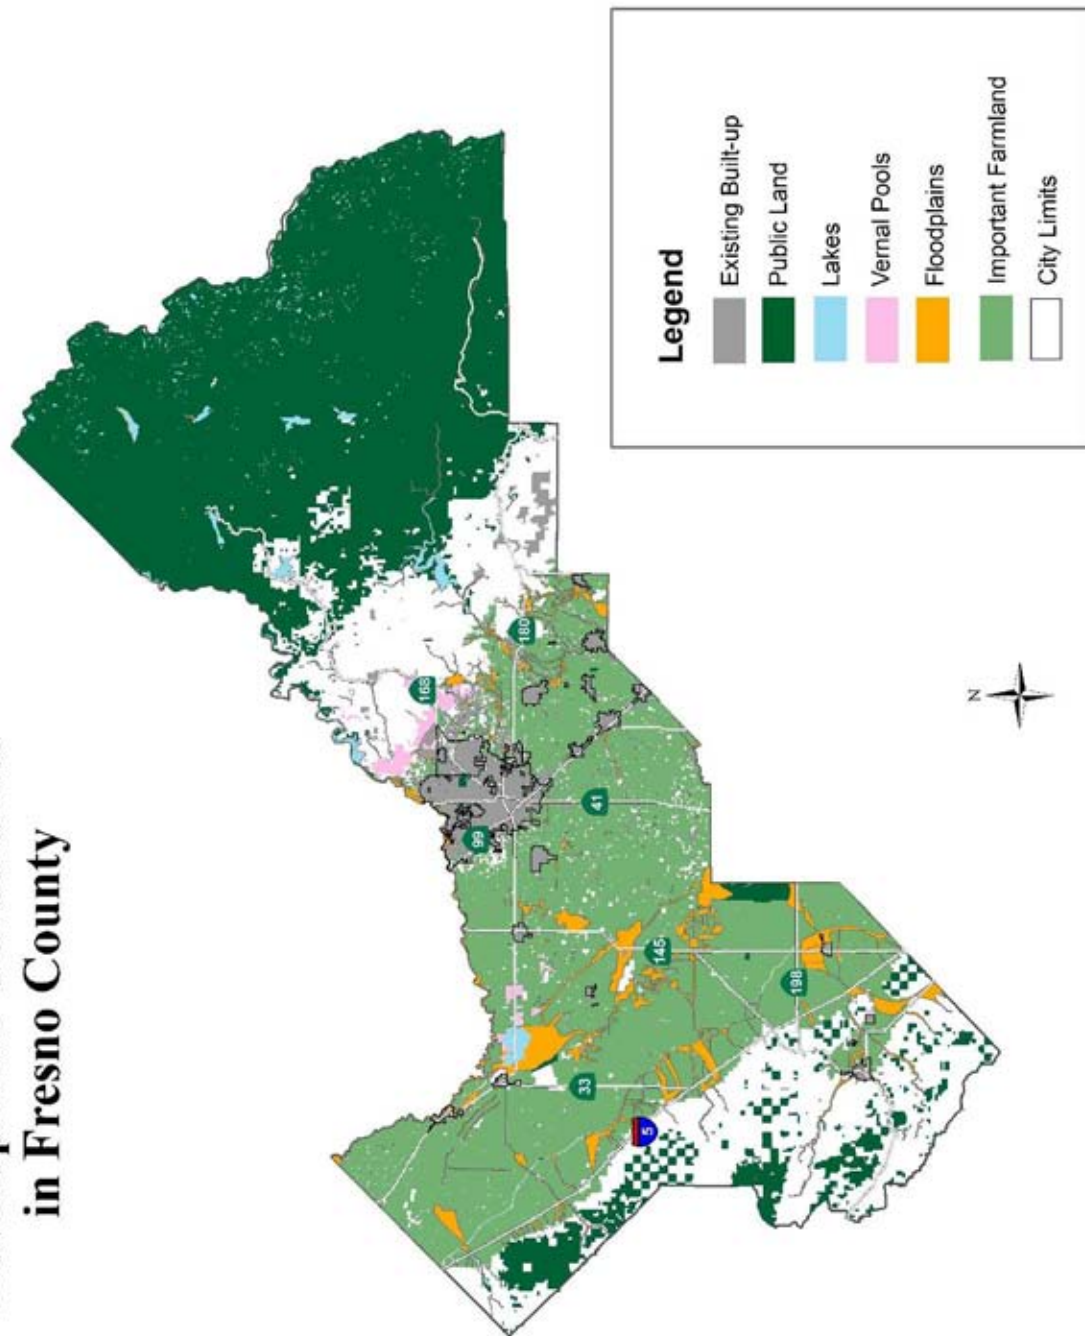 in Fresno County
Legend
Existing Built-up
Public Land
Lakes
Vernal Pools
Floodplains
Important Farmland
City Limits
168
180
99
41
145
198
33
5
N